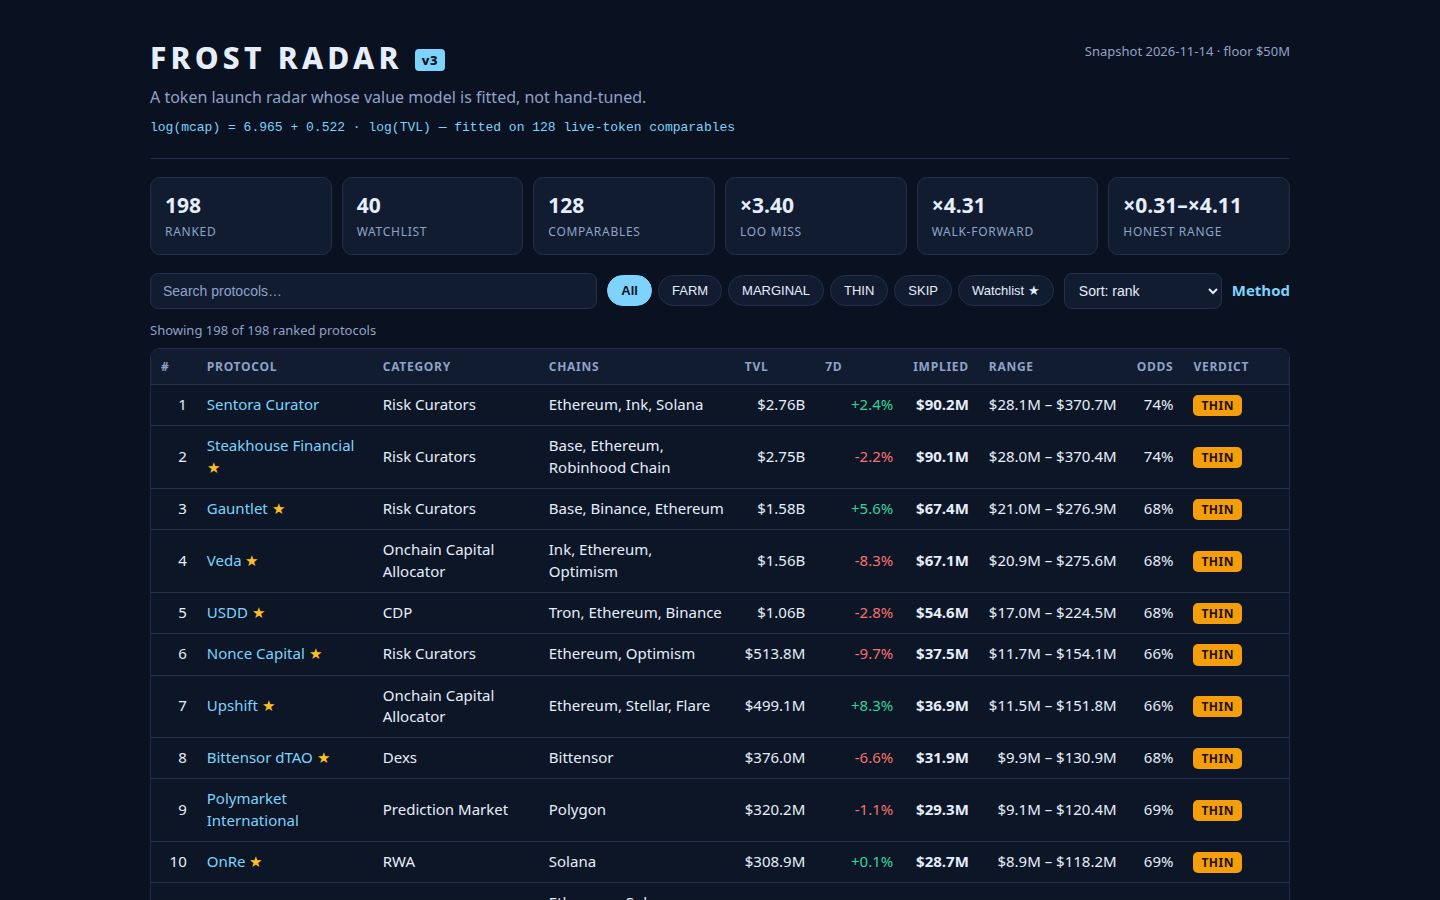 FROST RADAR v3
Snapshot 2026-11-14 · floor $50M
A token launch radar whose value model is fitted, not hand-tuned.
log(mcap) = 6.965 + 0.522 · log(TVL) — fitted on 128 live-token comparables
198
RANKED
40
WATCHLIST
128
COMPARABLES
×3.40
LOO MISS
×4.31
WALK-FORWARD
×0.31–×4.11
HONEST RANGE
Search protocols… All FARM MARGINAL THIN SKIP Watchlist ★ Sort: rank Method
Showing 198 of 198 ranked protocols
# PROTOCOL CATEGORY CHAINS TVL 7D IMPLIED RANGE ODDS VERDICT
1 Sentora Curator Risk Curators Ethereum, Ink, Solana $2.76B +2.4% $90.2M $28.1M – $370.7M 74% THIN
2 Steakhouse Financial ★ Risk Curators Base, Ethereum, Robinhood Chain $2.75B -2.2% $90.1M $28.0M – $370.4M 74% THIN
3 Gauntlet ★ Risk Curators Base, Binance, Ethereum $1.58B +5.6% $67.4M $21.0M – $276.9M 68% THIN
4 Veda ★ Onchain Capital Allocator Ink, Ethereum, Optimism $1.56B -8.3% $67.1M $20.9M – $275.6M 68% THIN
5 USDD ★ CDP Tron, Ethereum, Binance $1.06B -2.8% $54.6M $17.0M – $224.5M 68% THIN
6 Nonce Capital ★ Risk Curators Ethereum, Optimism $513.8M -9.7% $37.5M $11.7M – $154.1M 66% THIN
7 Upshift ★ Onchain Capital Allocator Ethereum, Stellar, Flare $499.1M +8.3% $36.9M $11.5M – $151.8M 66% THIN
8 Bittensor dTAO ★ Dexs Bittensor $376.0M -6.6% $31.9M $9.9M – $130.9M 68% THIN
9 Polymarket International Prediction Market Polygon $320.2M -1.1% $29.3M $9.1M – $120.4M 69% THIN
10 OnRe ★ RWA Solana $308.9M +0.1% $28.7M $8.9M – $118.2M 69% THIN